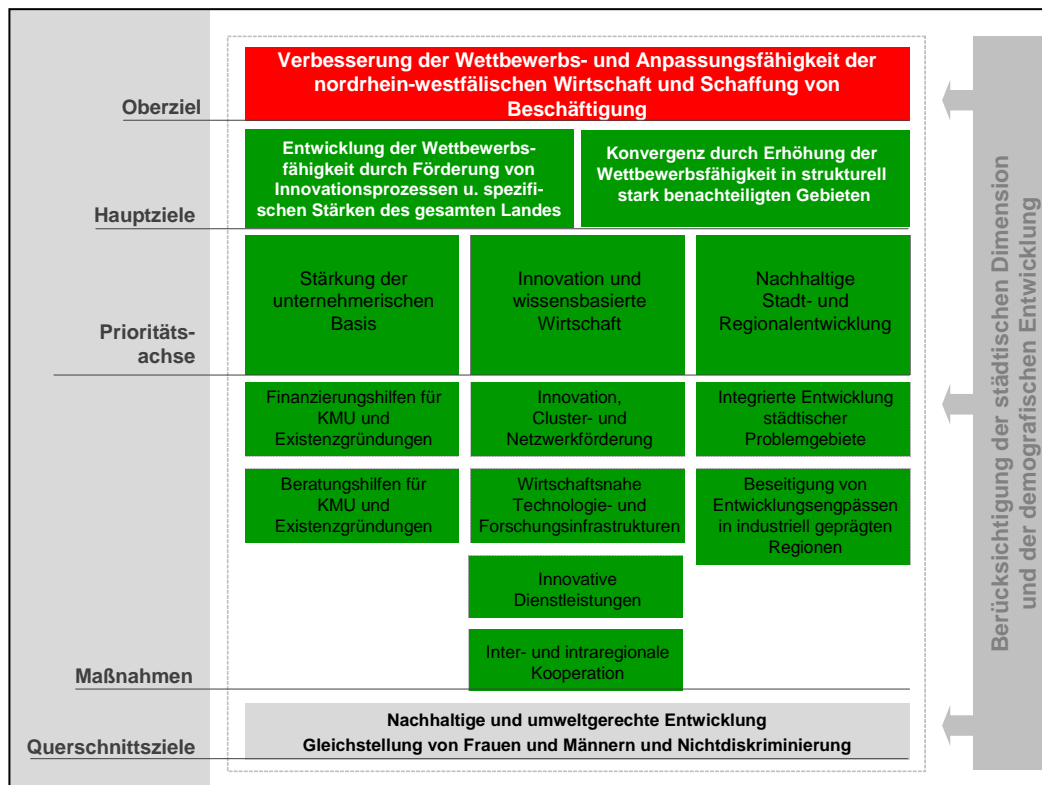 Verbesserung der Wettbewerbs- und Anpassungsfähigkeit der
nordrhein-westfälischen Wirtschaft und Schaffung von
Beschäftigung
Oberziel
Entwicklung der Wettbewerbs-
fähigkeit durch Förderung von
Innovationsprozessen u. spezifi-
schen Stärken des gesamten Landes
Konvergenz durch Erhöhung der
Wettbewerbsfähigkeit in strukturell
stark benachteiligten Gebieten
Hauptziele
Stärkung der
unternehmerischen
Basis
Innovation und
wissensbasierte
Wirtschaft
Nachhaltige
Stadt- und
Regionalentwicklung
Prioritäts-
achse
Finanzierungshilfen für
KMU und
Existenzgründungen
Innovation,
Cluster- und
Netzwerkförderung
Integrierte Entwicklung
städtischer
Problemgebiete
Beratungshilfen für
KMU und
Existenzgründungen
Wirtschaftsnahe
Technologie- und
Forschungsinfrastrukturen
Beseitigung von
Entwicklungsengpässen
in industriell geprägten
Regionen
Innovative
Dienstleistungen
Inter- und intraregionale
Kooperation
Maßnahmen
Nachhaltige und umweltgerechte Entwicklung
Gleichstellung von Frauen und Männern und Nichtdiskriminierung
Querschnittsziele
Berücksichtigung der städtischen Dimension
und der demografischen Entwicklung